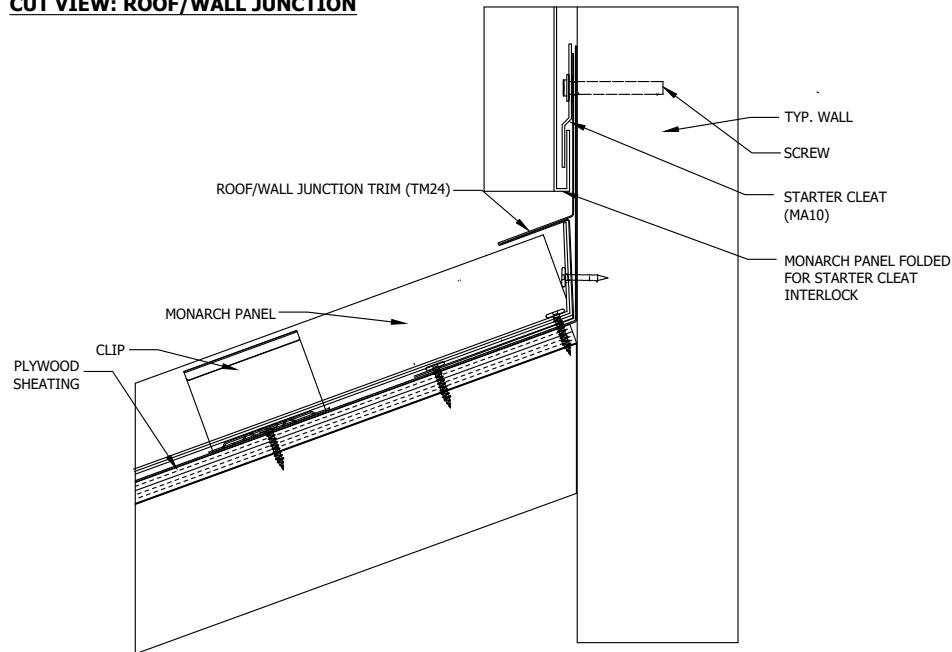 CUT VIEW: ROOF/WALL JUNCTION
TYP. WALL
SCREW
ROOF/WALL JUNCTION TRIM (TM24)
STARTER CLEAT
(MA10)
MONARCH PANEL FOLDED
FOR STARTER CLEAT
INTERLOCK
MONARCH PANEL
CLIP
PLYWOOD
SHEATING